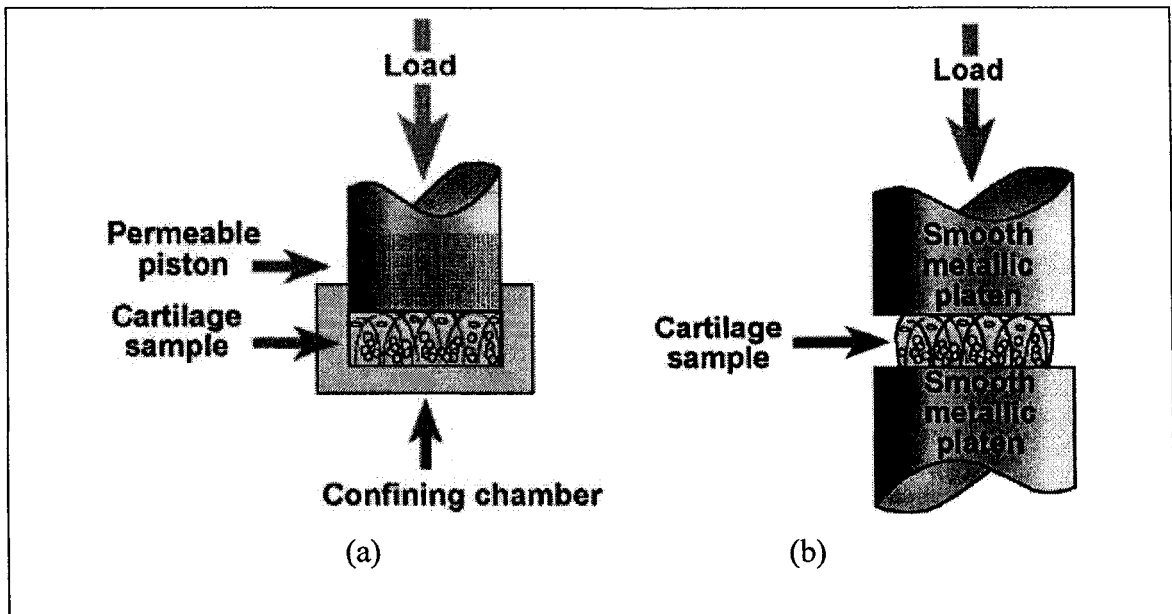 Load
Permeable
piston
Cartilage
sample
Confining chamber
(a)
Load
Smooth
metallic
platen
Cartilage
sample
Smooth
metallic
platen
(b)